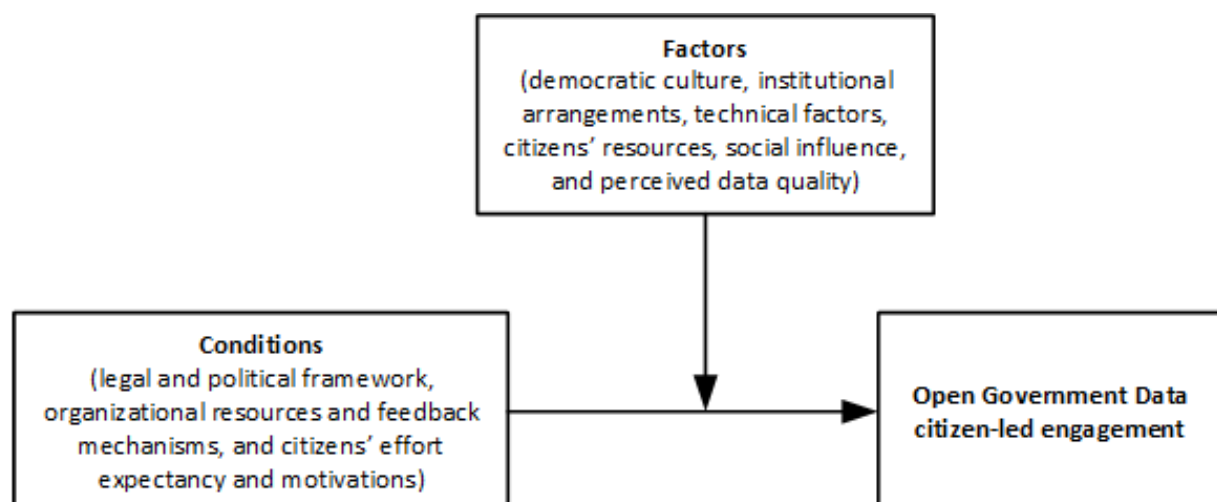 Factors
(democratic culture, institutional
arrangements, technical factors,
citizens’ resources, social influence,
and perceived data quality)
Conditions
(legal and political framework,
organizational resources and feedback
mechanisms, and citizens’ effort
expectancy and motivations)
Open Government Data
citizen-led engagement